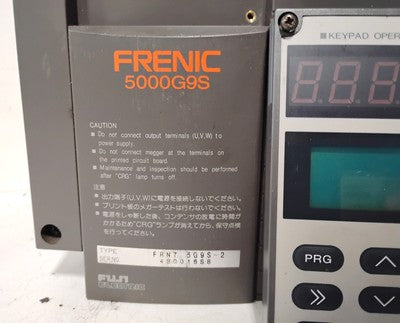 FRENIC
5000G9S
CAUTION
■ Do not connect output terminals (U,V,W) to
power supply.
■ Do not connect megger at the terminals on
the printed circuit board.
■ Maintenance and inspection should be performed
after "CRG" lamp turns off.
注意
■ 出力端子(U,V,W)に電源を接続しないでください。
■ プリント板のメガーテストは行わないでください。
■ 電源をしゃ断した後、コンデンサの放電に時間が
かかるため"CRG"ランプが消えてから、保守点検
を行ってください。
TYPE FRN7.5G9S-2
SER.NO.
FUJI
ELECTRIC
KEYPAD OPER
PRG